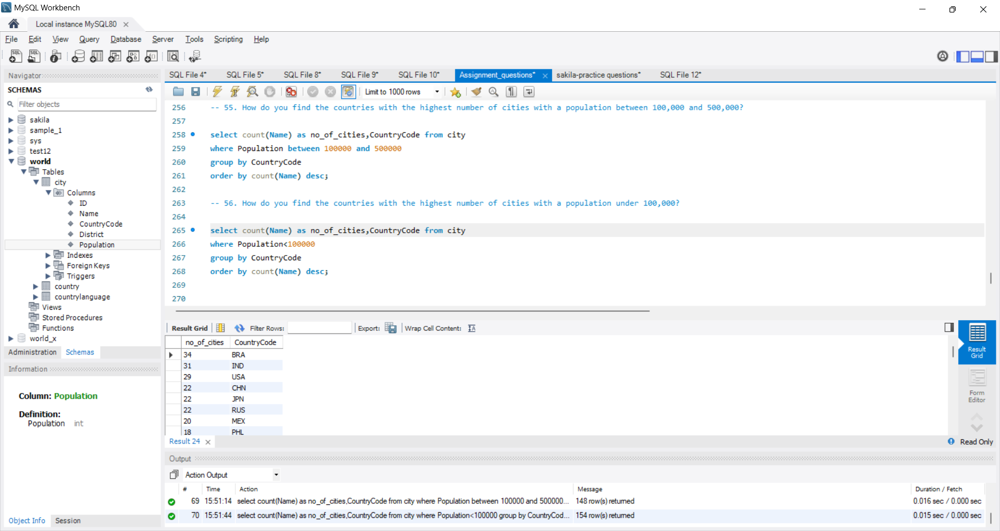 MySQL Workbench
Local instance MySQL80
File Edit View Query Database Server Tools Scripting Help
Navigator
SCHEMAS
Filter objects
sakila
sample_1
sys
test12
world
Tables
city
Columns
ID
Name
CountryCode
District
Population
Indexes
Foreign Keys
Triggers
country
countrylanguage
Views
Stored Procedures
Functions
world_x
Administration Schemas
Information
Column: Population
Definition:
Population int
Object Info Session
SQL File 4* SQL File 5* SQL File 8* SQL File 9* SQL File 10* Assignment_questions* sakila-practice questions* SQL File 12*
Limit to 1000 rows
256 -- 55. How do you find the countries with the highest number of cities with a population between 100,000 and 500,000?
257
258 select count(Name) as no_of_cities,CountryCode from city
259 where Population between 100000 and 500000
260 group by CountryCode
261 order by count(Name) desc;
262
263 -- 56. How do you find the countries with the highest number of cities with a population under 100,000?
264
265 select count(Name) as no_of_cities,CountryCode from city
266 where Population<100000
267 group by CountryCode
268 order by count(Name) desc;
269
270
Result Grid Filter Rows: Export: Wrap Cell Content:
no_of_cities CountryCode
34 BRA
31 IND
29 USA
22 CHN
22 JPN
22 RUS
20 MEX
18 PHL
Result Grid
Form Editor
Result 24
Read Only
Output
Action Output
# Time Action Message Duration / Fetch
69 15:51:14 select count(Name) as no_of_cities,CountryCode from city where Population between 100000 and 500000... 148 row(s) returned 0.016 sec / 0.000 sec
70 15:51:44 select count(Name) as no_of_cities,CountryCode from city where Population<100000 group by CountryCod... 154 row(s) returned 0.015 sec / 0.000 sec